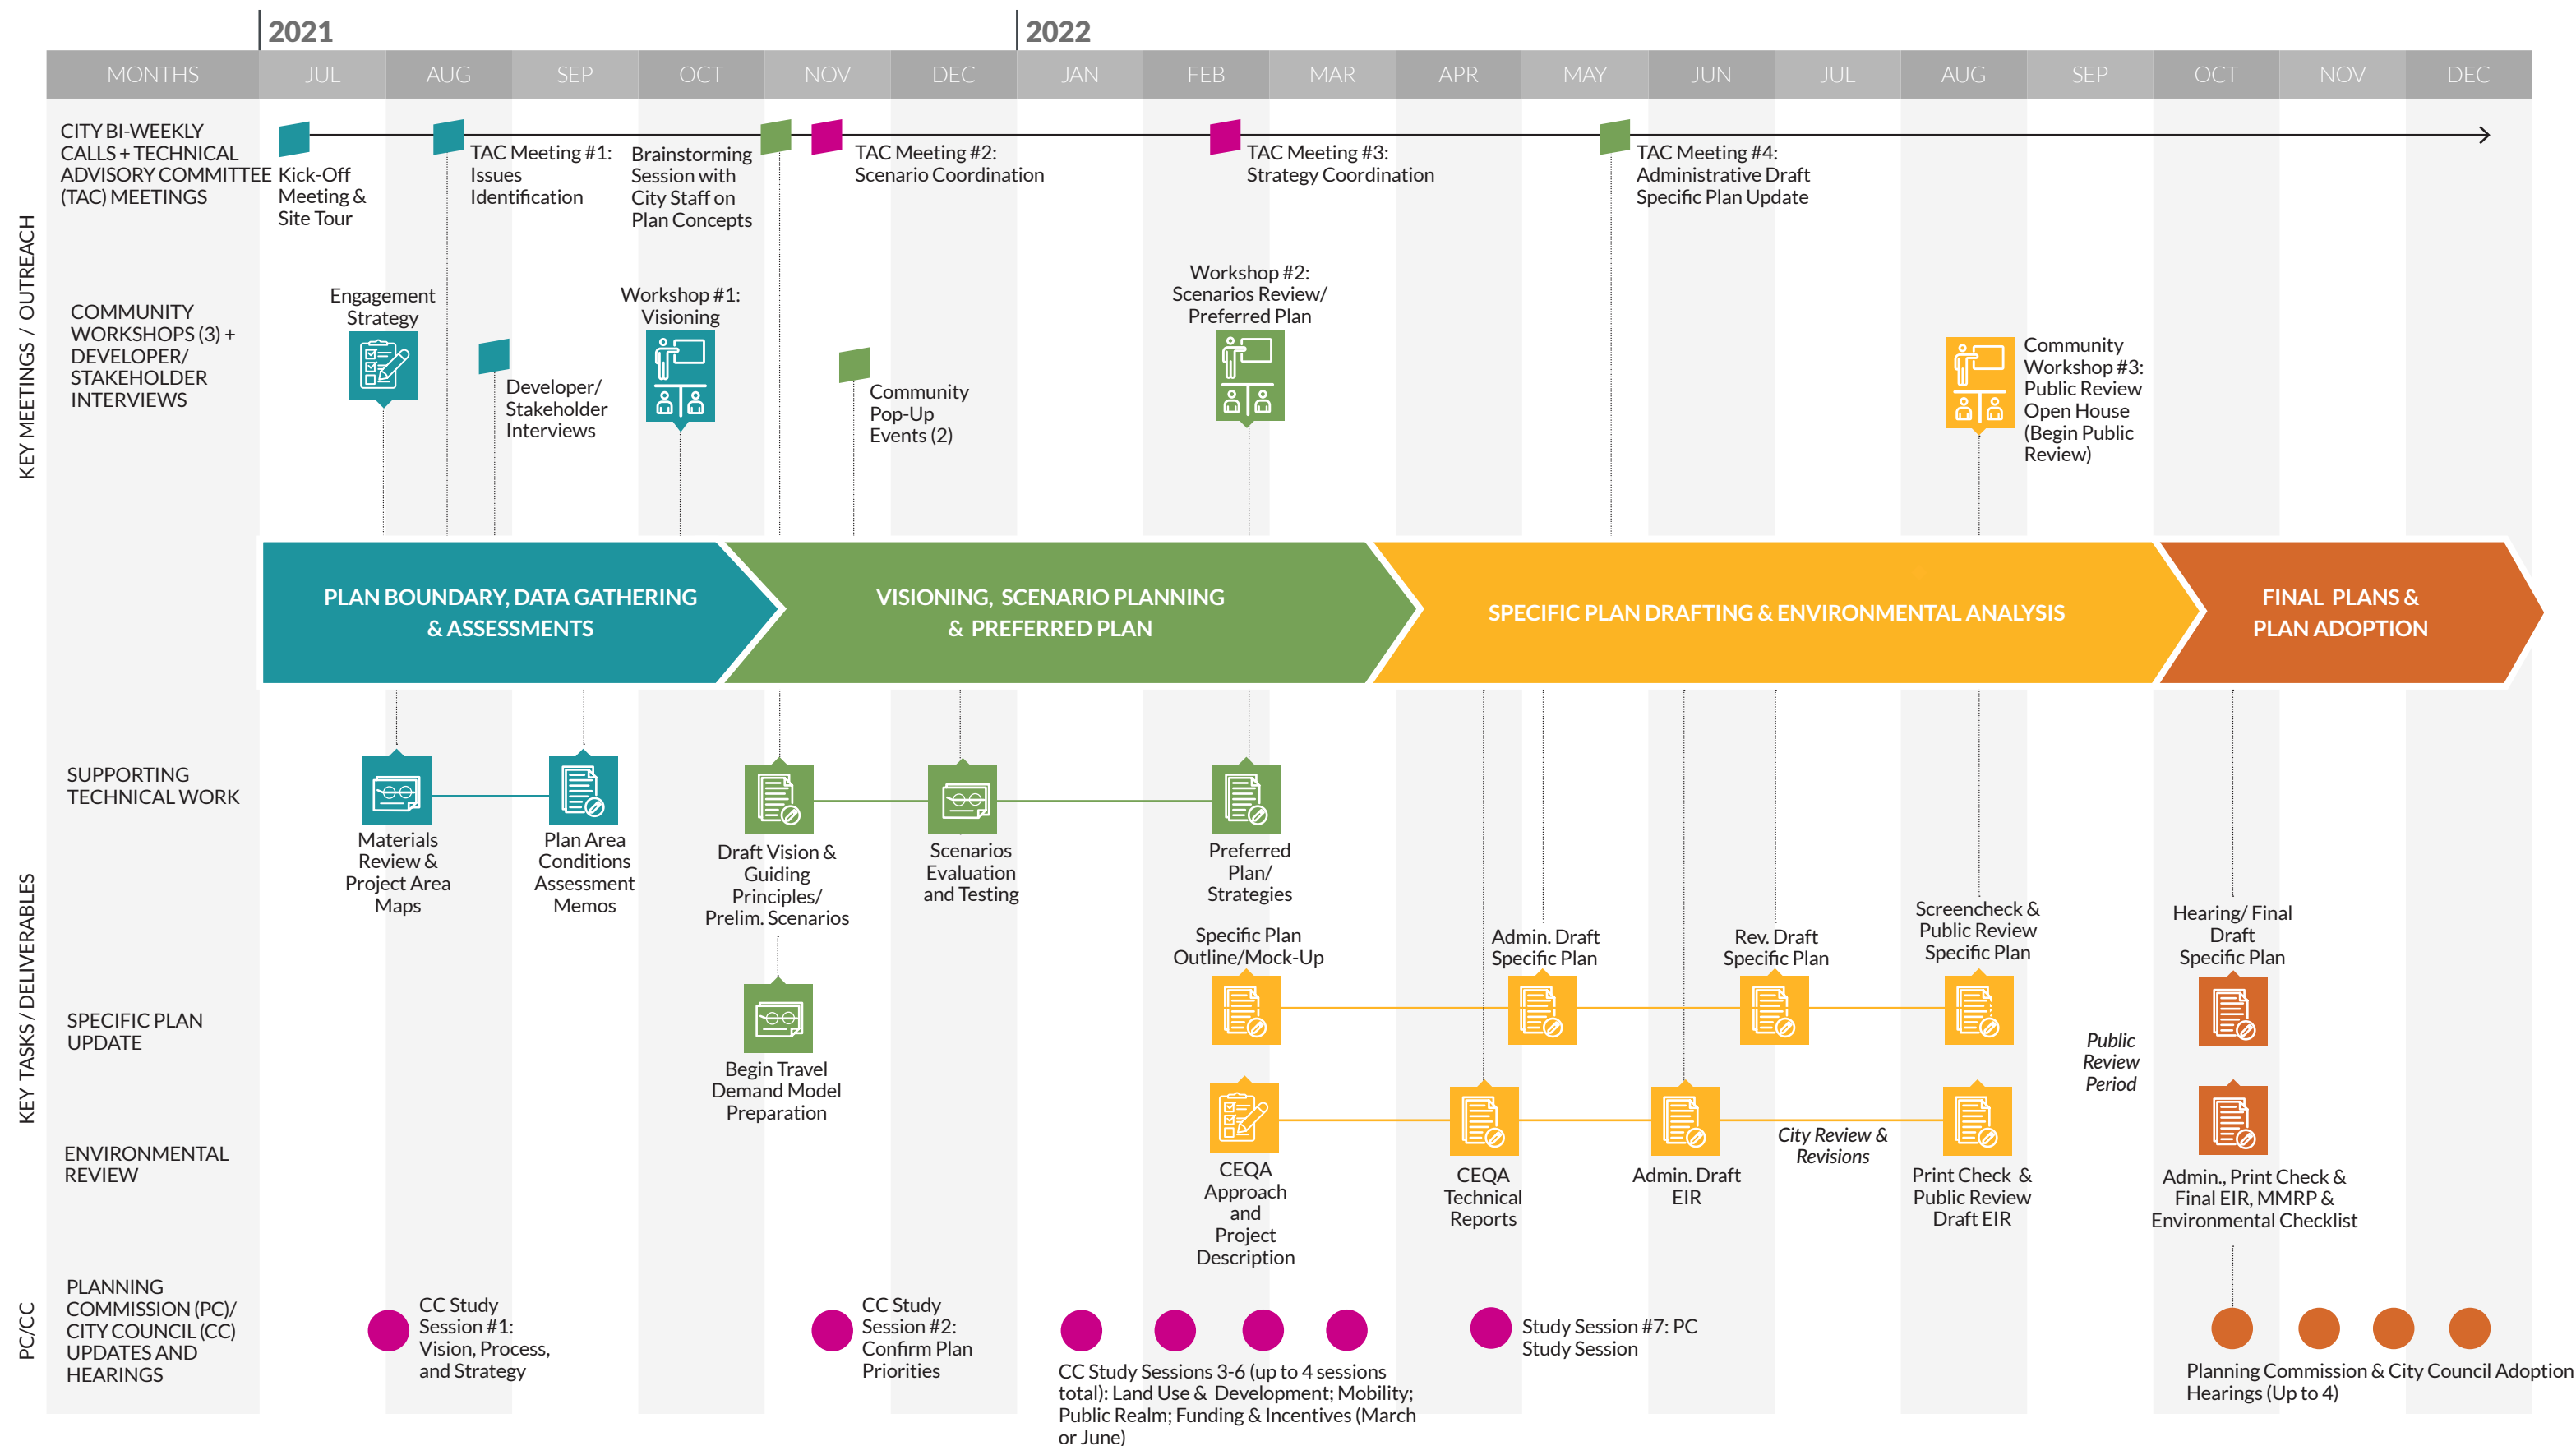 2021
2022
MONTHS
JUL
AUG
SEP
OCT
NOV
DEC
JAN
FEB
MAR
APR
MAY
JUN
JUL
AUG
SEP
OCT
NOV
DEC
KEY MEETINGS / OUTREACH
CITY BI-WEEKLY
CALLS + TECHNICAL
ADVISORY COMMITTEE
(TAC) MEETINGS
Kick-Off
Meeting &
Site Tour
TAC Meeting #1:
Issues
Identification
Brainstorming
Session with
City Staff on
Plan Concepts
TAC Meeting #2:
Scenario Coordination
TAC Meeting #3:
Strategy Coordination
TAC Meeting #4:
Administrative Draft
Specific Plan Update
COMMUNITY
WORKSHOPS (3) +
DEVELOPER/
STAKEHOLDER
INTERVIEWS
Engagement
Strategy
Developer/
Stakeholder
Interviews
Workshop #1:
Visioning
Community
Pop-Up
Events (2)
Workshop #2:
Scenarios Review/
Preferred Plan
Community
Workshop #3:
Public Review
Open House
(Begin Public
Review)
PLAN BOUNDARY, DATA GATHERING
& ASSESSMENTS
VISIONING, SCENARIO PLANNING
& PREFERRED PLAN
SPECIFIC PLAN DRAFTING & ENVIRONMENTAL ANALYSIS
FINAL PLANS &
PLAN ADOPTION
KEY TASKS / DELIVERABLES
SUPPORTING
TECHNICAL WORK
Materials
Review &
Project Area
Maps
Plan Area
Conditions
Assessment
Memos
Draft Vision &
Guiding
Principles/
Prelim. Scenarios
Scenarios
Evaluation
and Testing
Preferred
Plan/
Strategies
SPECIFIC PLAN
UPDATE
Begin Travel
Demand Model
Preparation
Specific Plan
Outline/Mock-Up
Admin. Draft
Specific Plan
Rev. Draft
Specific Plan
Screencheck &
Public Review
Specific Plan
Public
Review
Period
Hearing/ Final
Draft
Specific Plan
ENVIRONMENTAL
REVIEW
CEQA
Approach
and
Project
Description
CEQA
Technical
Reports
Admin. Draft
EIR
City Review &
Revisions
Print Check &
Public Review
Draft EIR
Admin., Print Check &
Final EIR, MMRP &
Environmental Checklist
PC/CC
PLANNING
COMMISSION (PC)/
CITY COUNCIL (CC)
UPDATES AND
HEARINGS
CC Study
Session #1:
Vision, Process,
and Strategy
CC Study
Session #2:
Confirm Plan
Priorities
CC Study Sessions 3-6 (up to 4 sessions
total): Land Use & Development; Mobility;
Public Realm; Funding & Incentives (March
or June)
Study Session #7: PC
Study Session
Planning Commission & City Council Adoption
Hearings (Up to 4)